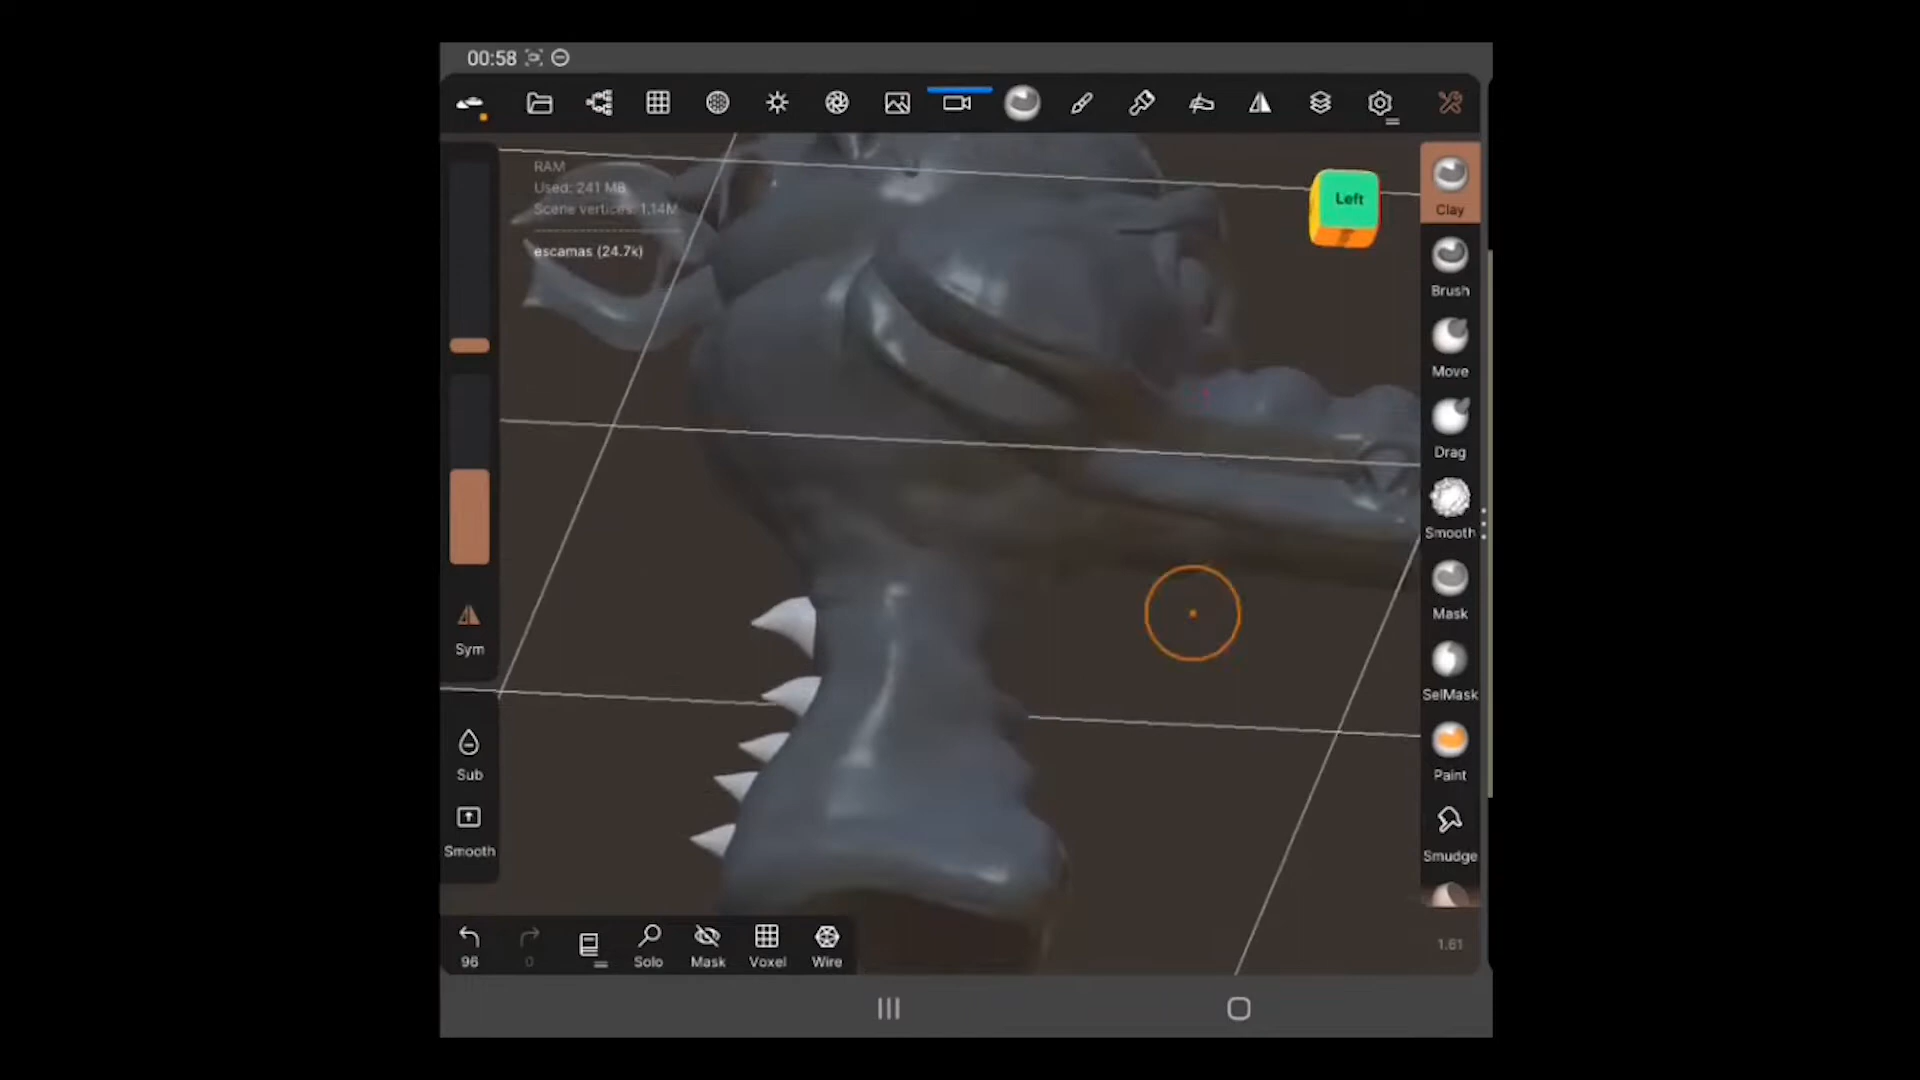 00:58
RAM
Used: 241 MB
Scene vertices: 1.14M
escamas (24.7k)
Left
Clay
Brush
Move
Drag
Smooth
Mask
SelMask
Paint
Smudge
Sym
Sub
Smooth
96
0
Solo
Mask
Voxel
Wire
1.61